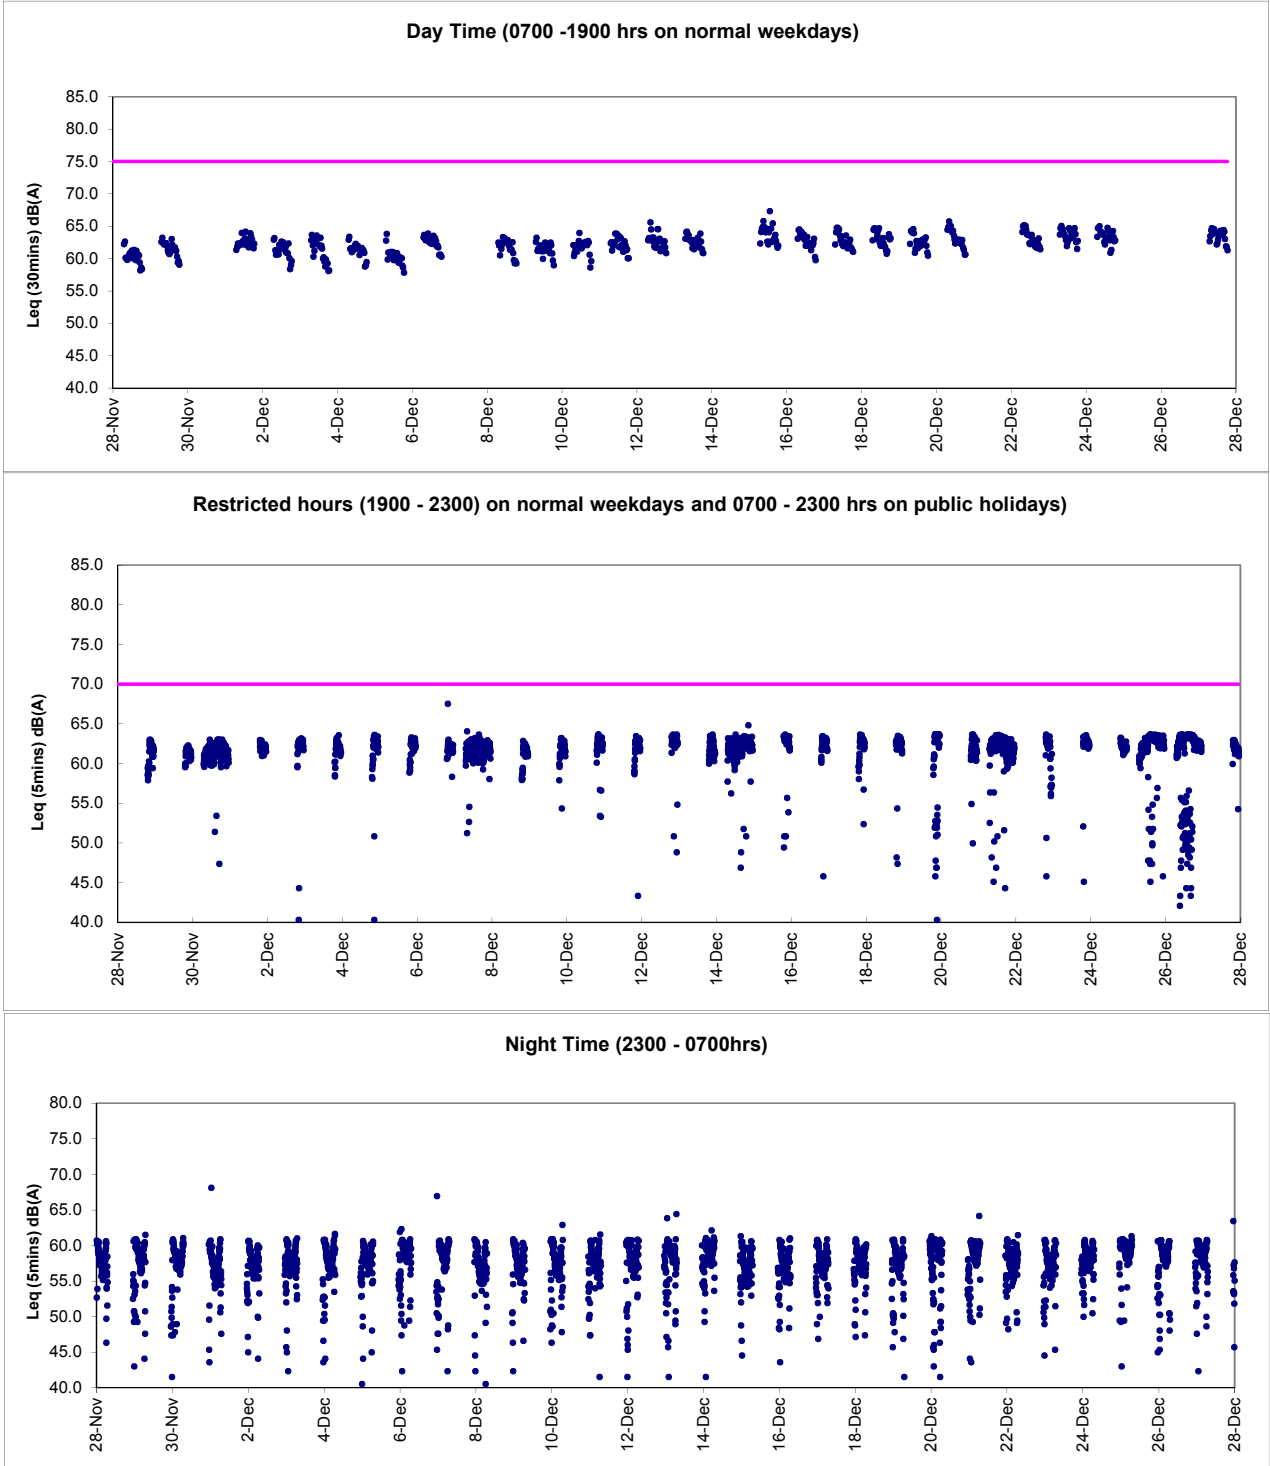 Day Time (0700 -1900 hrs on normal weekdays)
Leq (30mins) dB(A)
85.0
80.0
75.0
70.0
65.0
60.0
55.0
50.0
45.0
40.0
28-Nov
30-Nov
2-Dec
4-Dec
6-Dec
8-Dec
10-Dec
12-Dec
14-Dec
16-Dec
18-Dec
20-Dec
22-Dec
24-Dec
26-Dec
28-Dec
Restricted hours (1900 - 2300) on normal weekdays and 0700 - 2300 hrs on public holidays)
Leq (5mins) dB(A)
85.0
80.0
75.0
70.0
65.0
60.0
55.0
50.0
45.0
40.0
28-Nov
30-Nov
2-Dec
4-Dec
6-Dec
8-Dec
10-Dec
12-Dec
14-Dec
16-Dec
18-Dec
20-Dec
22-Dec
24-Dec
26-Dec
28-Dec
Night Time (2300 - 0700hrs)
Leq (5mins) dB(A)
80.0
75.0
70.0
65.0
60.0
55.0
50.0
45.0
40.0
28-Nov
30-Nov
2-Dec
4-Dec
6-Dec
8-Dec
10-Dec
12-Dec
14-Dec
16-Dec
18-Dec
20-Dec
22-Dec
24-Dec
26-Dec
28-Dec